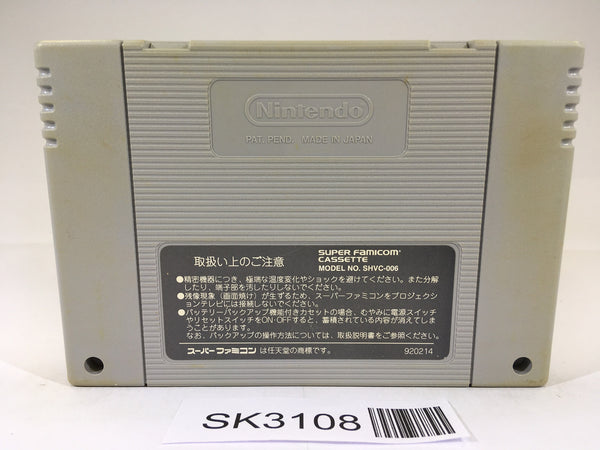 Nintendo
PAT. PEND. MADE IN JAPAN
取扱い上のご注意
SUPER FAMICOM
CASSETTE
MODEL NO. SHVC-006
●精密機器につき、極端な温度変化やショックを避けてください。また分解
したり、端子部を汚したりしないでください。
●残像現象（画面焼け）が生ずるため、スーパーファミコンをプロジェクシ
ョンテレビには接続しないでください。
●バッテリーバックアップ機能付きカセットの場合、むやみに電源スイッチ
やリセットスイッチをON・OFFすると、蓄積されている内容が消えてしま
うことがあります。
なお、バックアップの操作方法については、取扱説明書をご参照ください。
スーパーファミコン は任天堂の商標です。
920214
SK3108